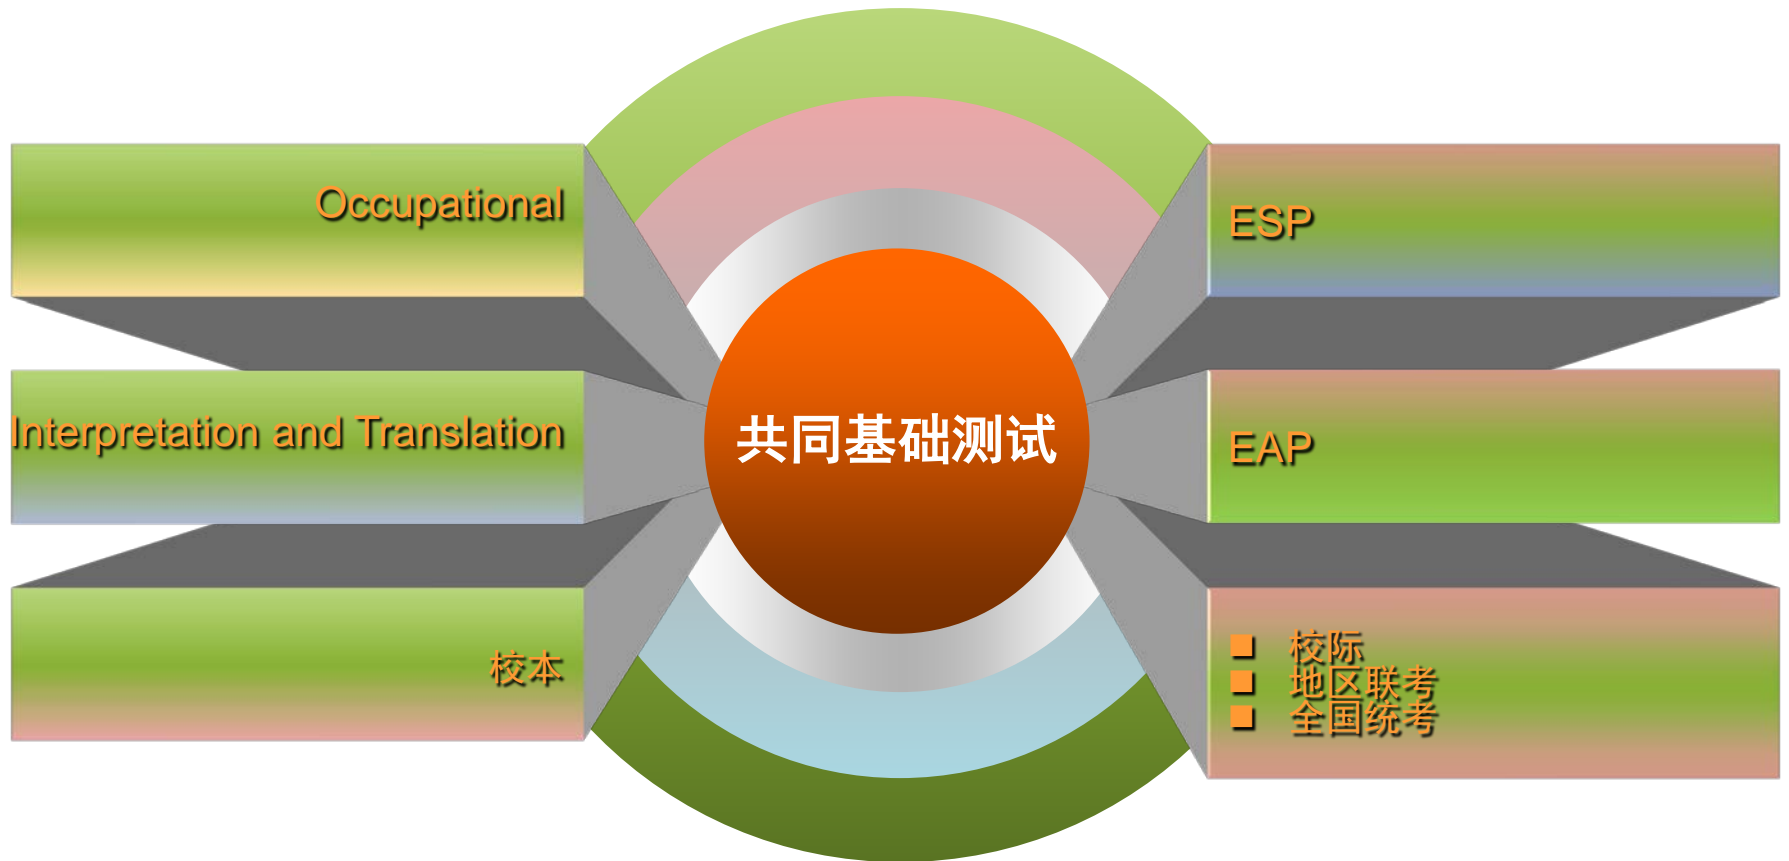 Occupational
ESP
Interpretation and Translation
共同基础测试
EAP
校本
■ 校际
■ 地区联考
■ 全国统考